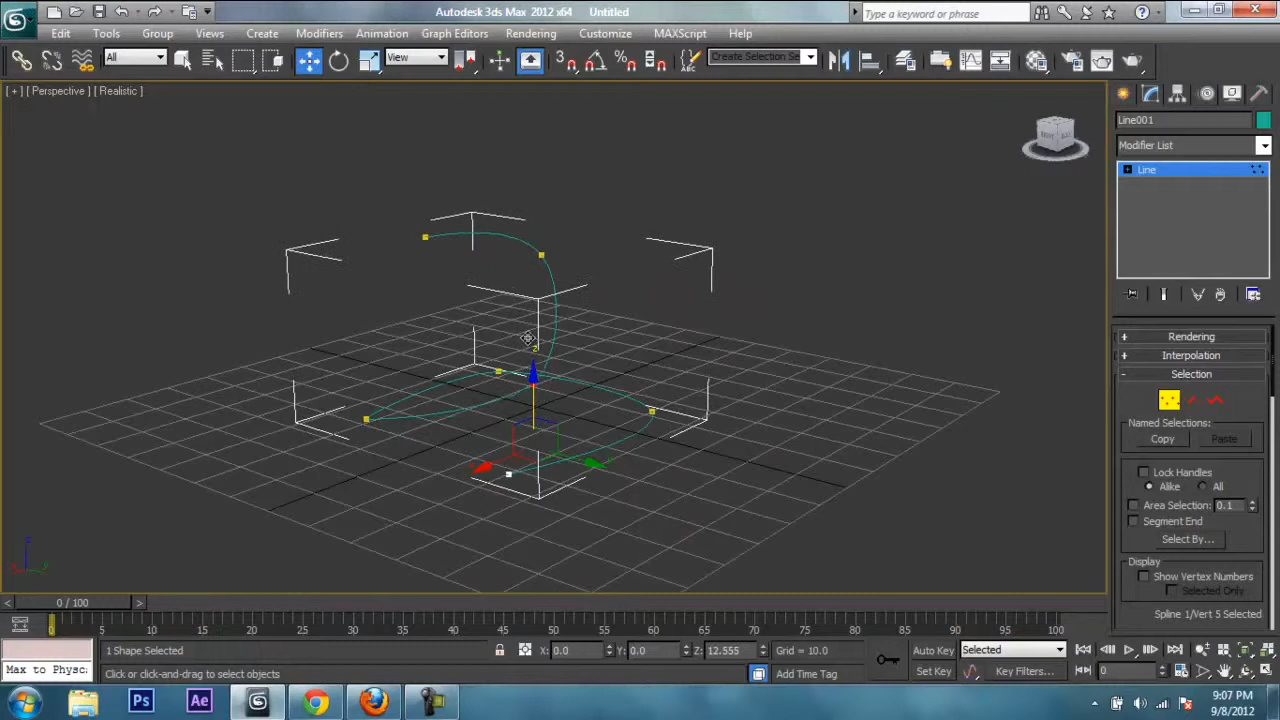 Autodesk 3ds Max 2012 x64 Untitled
Type a keyword or phrase
Edit Tools Group Views Create Modifiers Animation Graph Editors Rendering Customize MAXScript Help
All View Create Selection Se
[ + ] [ Perspective ] [ Realistic ]
Line001
Modifier List
Line
Rendering
Interpolation
Selection
Named Selections:
Copy Paste
Lock Handles
Alike All
Area Selection: 0.1
Segment End
Select By...
Display
Show Vertex Numbers
Selected Only
Spline 1/Vert 5 Selected
z
< 0 / 100 >
0 5 10 15 20 25 30 35 40 45 50 55 60 65 70 75 80 85 90 95 100
1 Shape Selected X: 0.0 Y: 0.0 Z: 12.555 Grid = 10.0 Auto Key Selected
Max to Physc Click or click-and-drag to select objects Add Time Tag Set Key Key Filters... 0
Ps Ae
9:07 PM
9/8/2012